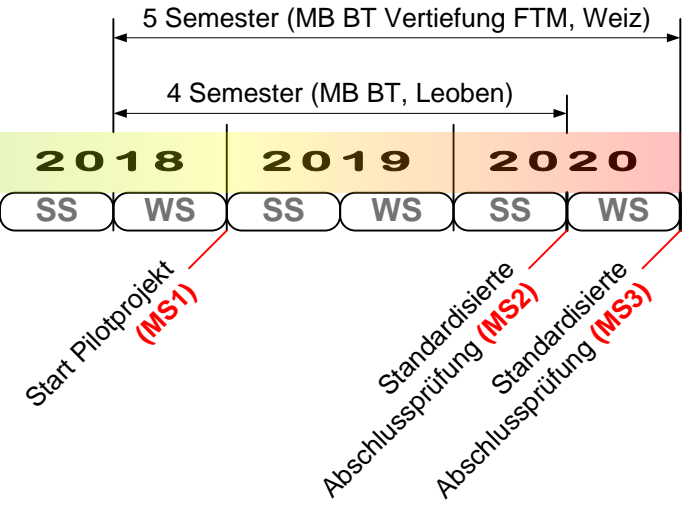 5 Semester (MB BT Vertiefung FTM, Weiz)
4 Semester (MB BT, Leoben)
2018 2019 2020
SS WS SS WS SS WS
Start Pilotprojekt
(MS1)
Standardisierte
Abschlussprüfung (MS2)
Standardisierte
Abschlussprüfung (MS3)